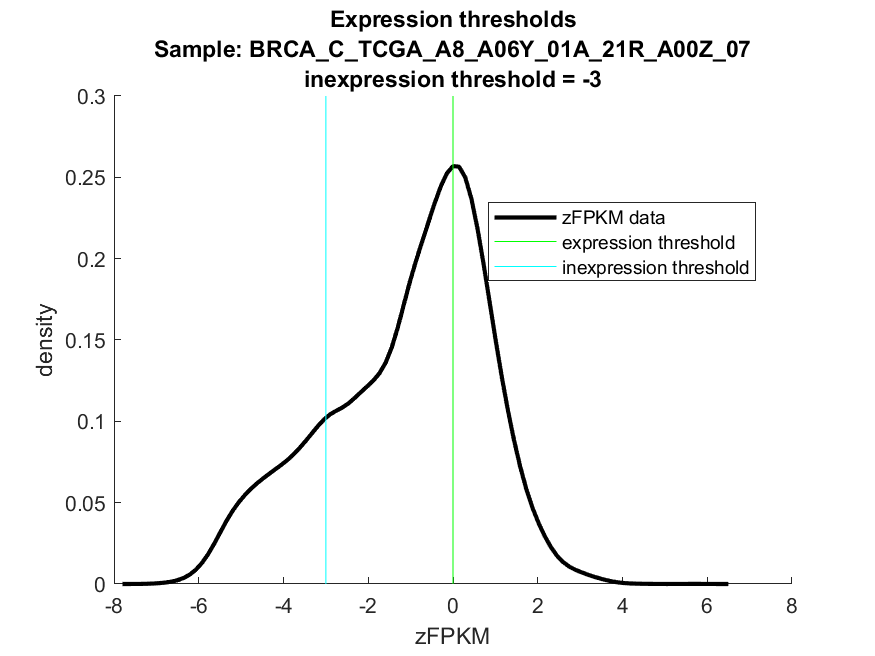 Expression thresholds
Sample: BRCA_C_TCGA_A8_A06Y_01A_21R_A00Z_07
inexpression threshold = -3
0.3
0.25
0.2
0.15
0.1
0.05
0
density
zFPKM data
expression threshold
inexpression threshold
-8 -6 -4 -2 0 2 4 6 8
zFPKM